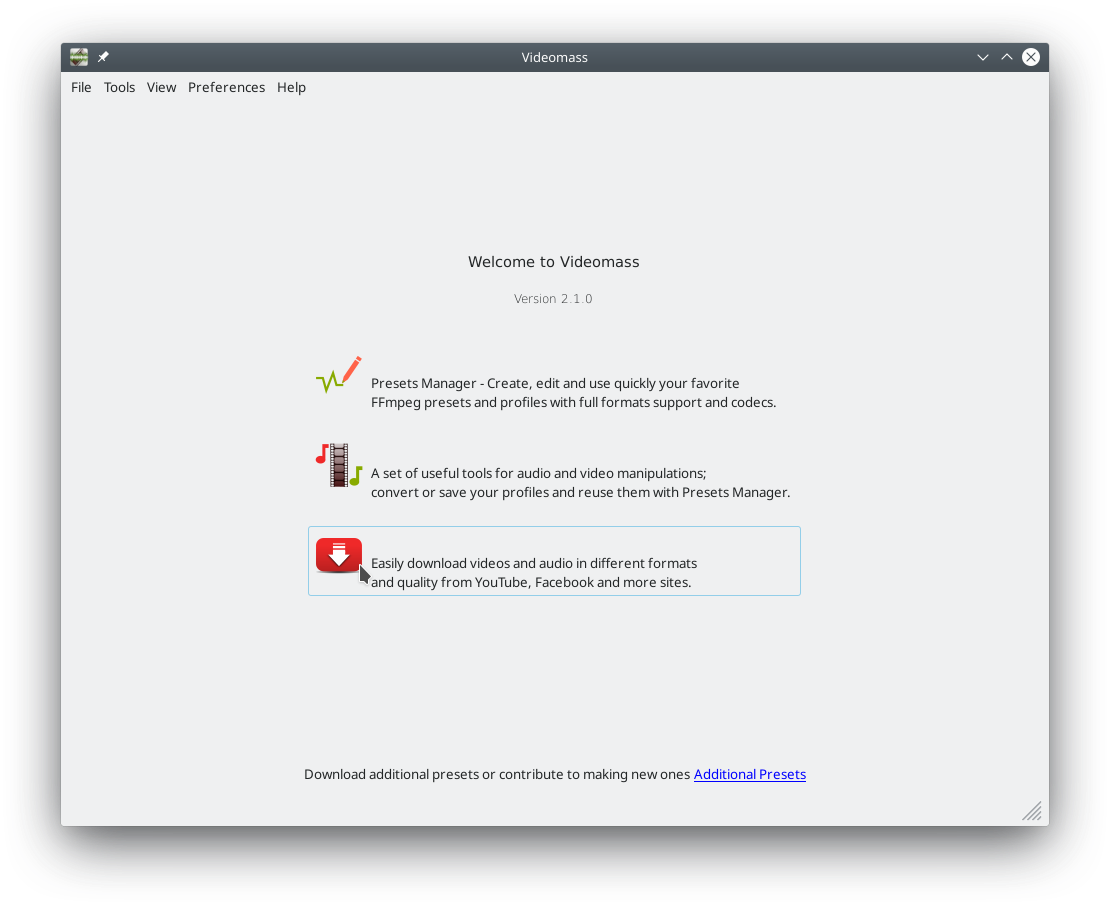 Videomass
File Tools View Preferences Help
Welcome to Videomass
Version 2.1.0
Presets Manager - Create, edit and use quickly your favorite
FFmpeg presets and profiles with full formats support and codecs.
A set of useful tools for audio and video manipulations;
convert or save your profiles and reuse them with Presets Manager.
Easily download videos and audio in different formats
and quality from YouTube, Facebook and more sites.
Download additional presets or contribute to making new ones Additional Presets